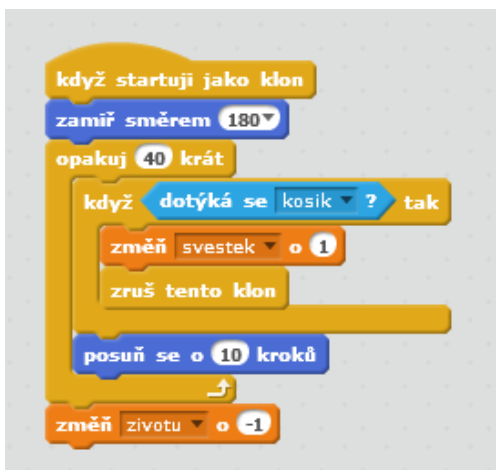 když startuji jako klon
zamiř směrem 180
opakuj 40 krát
když dotýká se kosik ? tak
změň svestek o 1
zruš tento klon
posuň se o 10 kroků
změň zivotu o -1